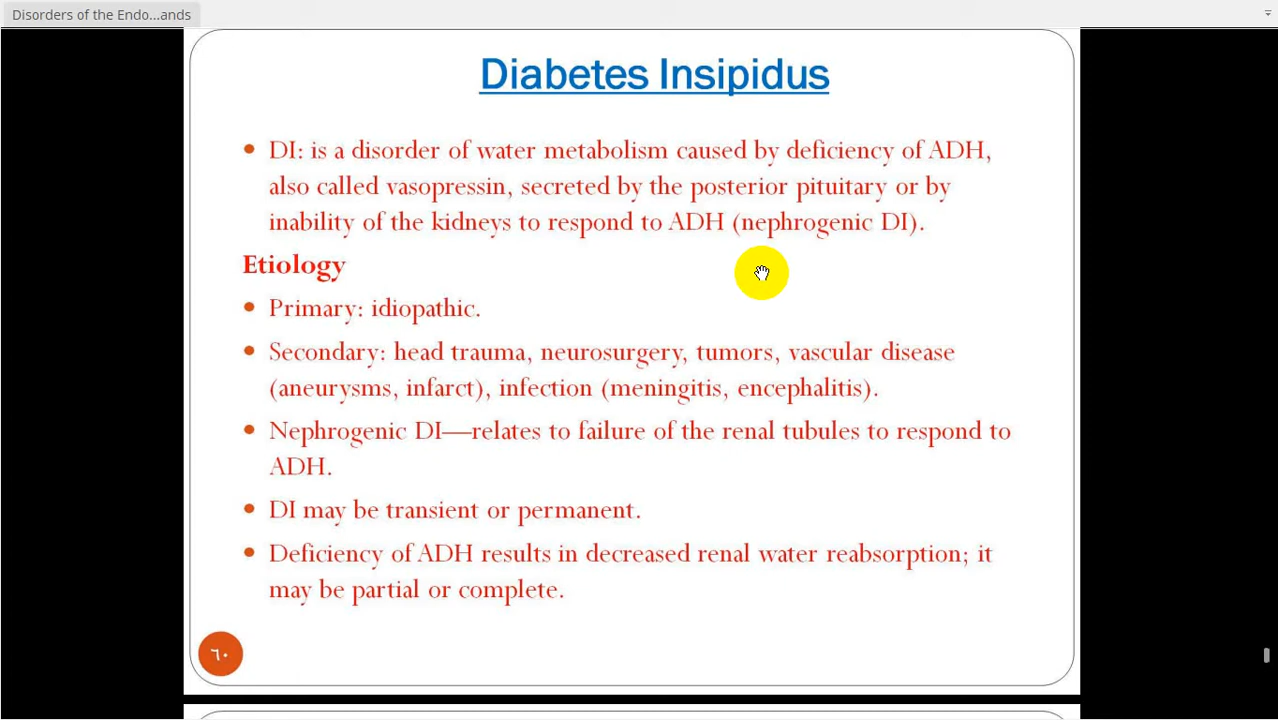 Disorders of the Endo...ands
Diabetes Insipidus
• DI: is a disorder of water metabolism caused by deficiency of ADH,
also called vasopressin, secreted by the posterior pituitary or by
inability of the kidneys to respond to ADH (nephrogenic DI).
Etiology
• Primary: idiopathic.
• Secondary: head trauma, neurosurgery, tumors, vascular disease
(aneurysms, infarct), infection (meningitis, encephalitis).
• Nephrogenic DI—relates to failure of the renal tubules to respond to
ADH.
• DI may be transient or permanent.
• Deficiency of ADH results in decreased renal water reabsorption; it
may be partial or complete.
٦٠